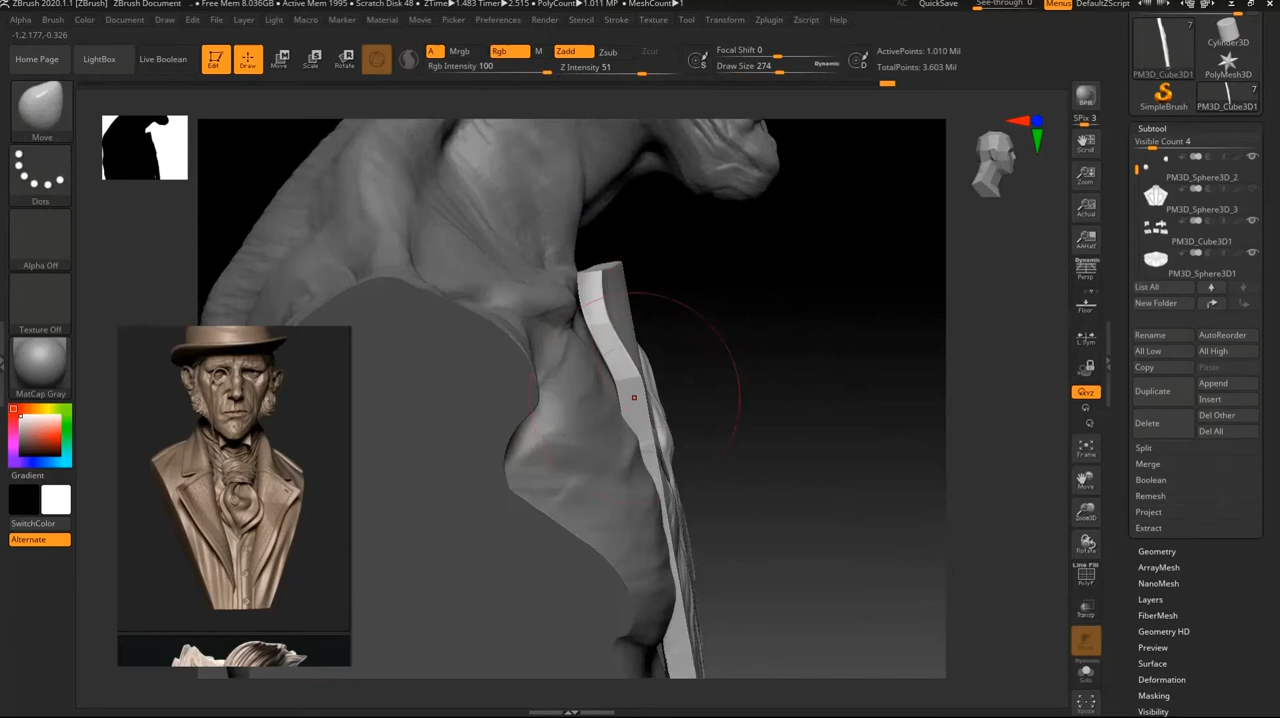 ZBrush 2020.1.1 [ZBrush] ZBrush Document • Free Mem 8.036GB • Active Mem 1995 • Scratch Disk 48 • ZTime▶1.483 Timer▶2.515 • PolyCount▶1.011 MP • MeshCount▶1
AC QuickSave See-through 0 Menus DefaultZScript
Alpha Brush Color Document Draw Edit File Layer Light Macro Marker Material Movie Picker Preferences Render Stencil Stroke Texture Tool Transform Zplugin Zscript Help
-1.2177,-0.326
Home Page LightBox Live Boolean
Edit Draw Move Scale Rotate
A Mrgb Rgb M Zadd Zsub Zcut
Rgb Intensity 100 Z Intensity 51
S Focal Shift 0 D
Draw Size 274 Dynamic
ActivePoints: 1.010 Mil
TotalPoints: 3.603 Mil
Move
Dots
Alpha Off
Texture Off
MatCap Gray
Gradient
SwitchColor
Alternate
BPR
SPix 3
Scroll
Zoom
Actual
AAHalf
Dynamic
Persp
Floor
L.Sym
XYZ
Frame
Move
Zoom3D
Rotate
Line Fill
PolyF
Transp
Dynamic
Solo
Xpose
7
PM3D_Cube3D1
Cylinder3D
PolyMesh3D
SimpleBrush
7
PM3D_Cube3D1
Subtool
Visible Count 4
PM3D_Sphere3D_2
PM3D_Sphere3D_3
PM3D_Cube3D1
PM3D_Sphere3D1
List All
New Folder
Rename AutoReorder
All Low All High
Copy Paste
Duplicate Append
Insert
Delete Del Other
Del All
Split
Merge
Boolean
Remesh
Project
Extract
Geometry
ArrayMesh
NanoMesh
Layers
FiberMesh
Geometry HD
Preview
Surface
Deformation
Masking
Visibility